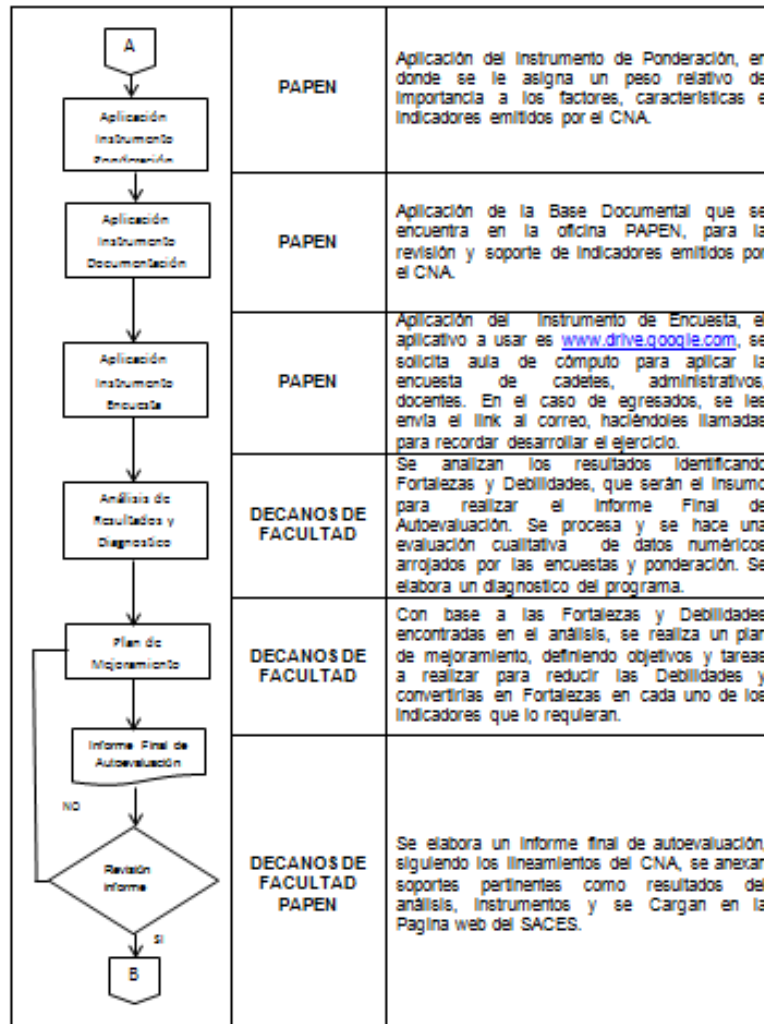 A
Aplicación
Instrumento
Ponderación
PAPEN
Aplicación del Instrumento de Ponderación, en
donde se le asigna un peso relativo de
importancia a los factores, características e
indicadores emitidos por el CNA.
Aplicación
Instrumento
Documentación
PAPEN
Aplicación de la Base Documental que se
encuentra en la oficina PAPEN, para la
revisión y soporte de indicadores emitidos por
el CNA.
Aplicación
Instrumento
Encuesta
PAPEN
Aplicación del Instrumento de Encuesta, el
aplicativo a usar es www.drive.google.com, se
solicita aula de cómputo para aplicar la
encuesta de cadetes, administrativos,
docentes. En el caso de egresados, se les
envía el link al correo, haciéndoles llamadas
para recordar desarrollar el ejercicio.
Análisis de
Resultados y
Diagnostico
DECANOS DE
FACULTAD
Se analizan los resultados identificando
Fortalezas y Debilidades, que serán el insumo
para realizar el Informe Final de
Autoevaluación. Se procesa y se hace una
evaluación cualitativa de datos numéricos
arrojados por las encuestas y ponderación. Se
elabora un diagnostico del programa.
Plan de
Mejoramiento
DECANOS DE
FACULTAD
Con base a las Fortalezas y Debilidades
encontradas en el análisis, se realiza un plan
de mejoramiento, definiendo objetivos y tareas
a realizar para reducir las Debilidades y
convertirlas en Fortalezas en cada uno de los
indicadores que lo requieran.
Informe Final de
Autoevaluación
NO
Revisión
informe
SI
B
DECANOS DE
FACULTAD
PAPEN
Se elabora un informe final de autoevaluación,
siguiendo los lineamientos del CNA, se anexan
soportes pertinentes como resultados del
análisis, instrumentos y se Cargan en la
Pagina web del SACES.